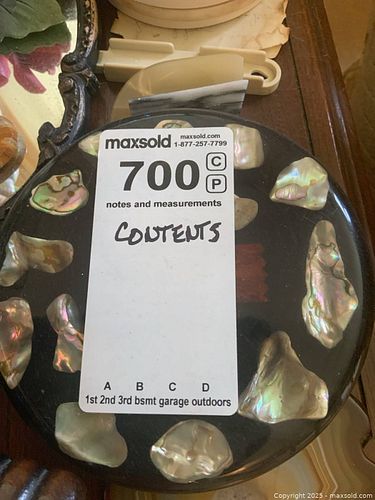 maxsold maxsold.com
1-877-257-7799
700 C
P
notes and measurements
CONTENTS
A B C D
1st 2nd 3rd bsmt garage outdoors
Copyright 2025 - maxsold.com